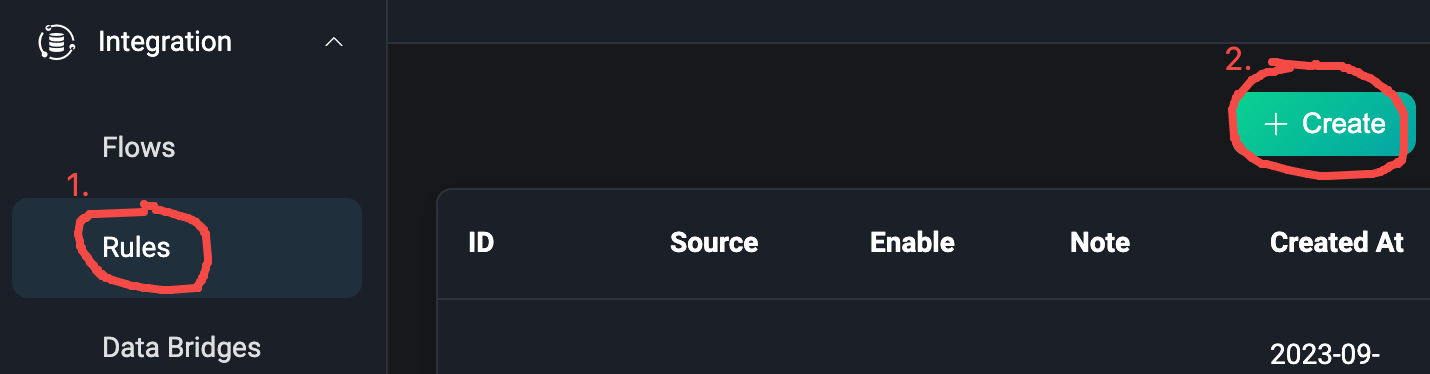 Integration
Flows
1.
Rules
Data Bridges
2.
+ Create
ID Source Enable Note Created At
2023-09-